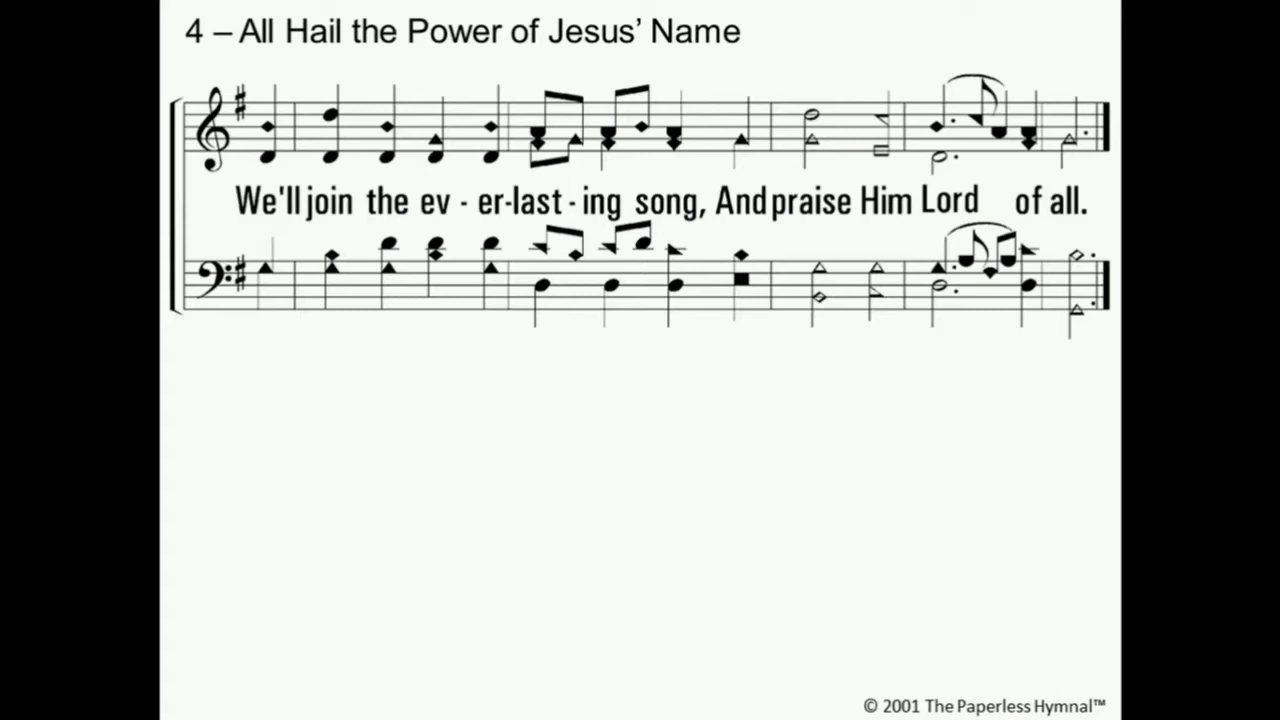 4 – All Hail the Power of Jesus’ Name
We'll join the ev - er-last - ing song, And praise Him Lord of all.
© 2001 The Paperless Hymnal™